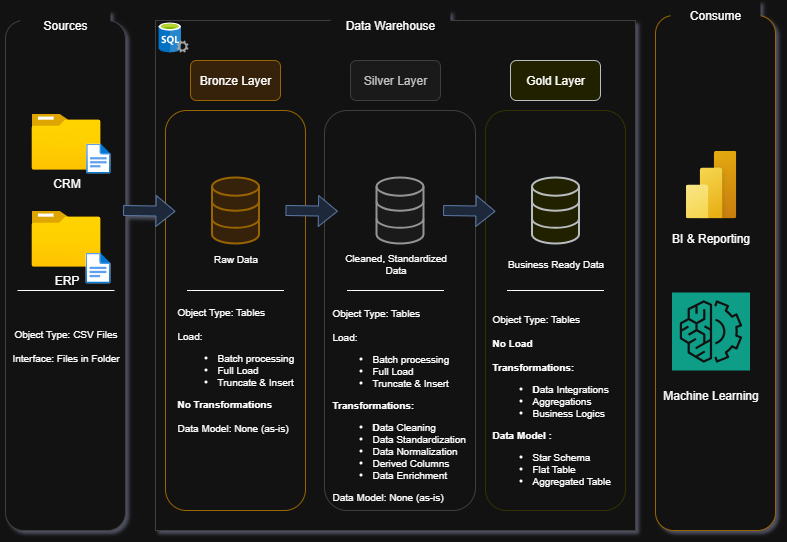 Sources
CRM
ERP
Object Type: CSV Files
Interface: Files in Folder
Data Warehouse
SQL
Bronze Layer
Raw Data
Object Type: Tables
Load:
• Batch processing
• Full Load
• Truncate & Insert
No Transformations
Data Model: None (as-is)
Silver Layer
Cleaned, Standardized
Data
Object Type: Tables
Load:
• Batch processing
• Full Load
• Truncate & Insert
Transformations:
• Data Cleaning
• Data Standardization
• Data Normalization
• Derived Columns
• Data Enrichment
Data Model: None (as-is)
Gold Layer
Business Ready Data
Object Type: Tables
No Load
Transformations:
• Data Integrations
• Aggregations
• Business Logics
Data Model :
• Star Schema
• Flat Table
• Aggregated Table
Consume
BI & Reporting
Machine Learning